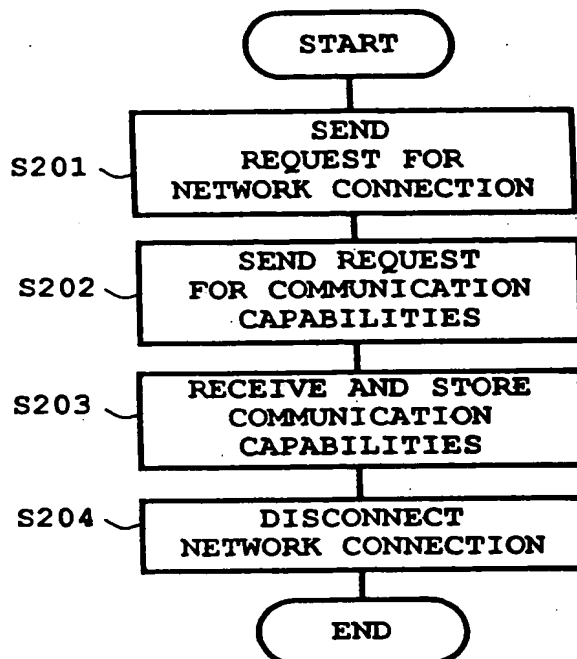 START
SEND
REQUEST FOR
NETWORK CONNECTION
S201
SEND REQUEST
FOR COMMUNICATION
CAPABILITIES
S202
RECEIVE AND STORE
COMMUNICATION
CAPABILITIES
S203
DISCONNECT
NETWORK CONNECTION
S204
END